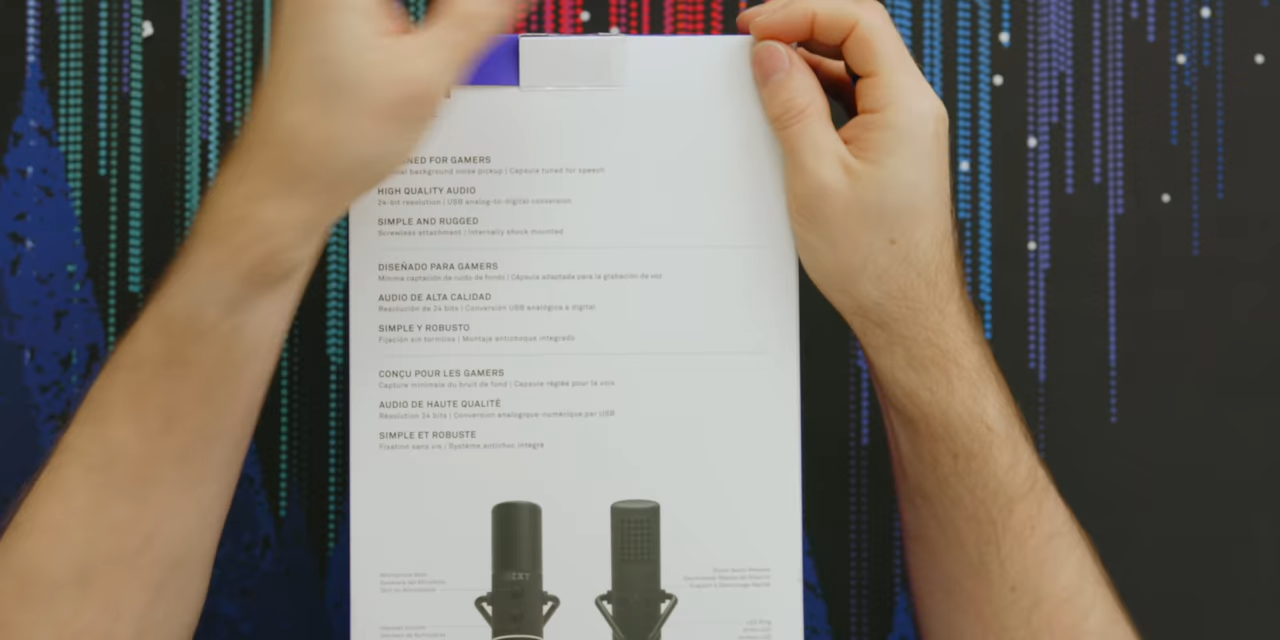 NED FOR GAMERS
background noise pickup | Capsule tuned for speech
HIGH QUALITY AUDIO
24-bit resolution | USB analog-to-digital conversion
SIMPLE AND RUGGED
Screwless attachment | Internally shock mounted
DISEÑADO PARA GAMERS
Mínima captación de ruido de fondo | Cápsula adaptada para la grabación de voz
AUDIO DE ALTA CALIDAD
Resolución de 24 bits | Conversión USB analógica a digital
SIMPLE Y ROBUSTO
Fijación sin tornillos | Montaje antichoque integrado
CONÇU POUR LES GAMERS
Capture minimale du bruit de fond | Capsule réglée pour la voix
AUDIO DE HAUTE QUALITÉ
Résolution 24 bits | Conversion analogique-numérique par USB
SIMPLE ET ROBUSTE
Fixation sans vis | Système antichoc intégré
NZXT